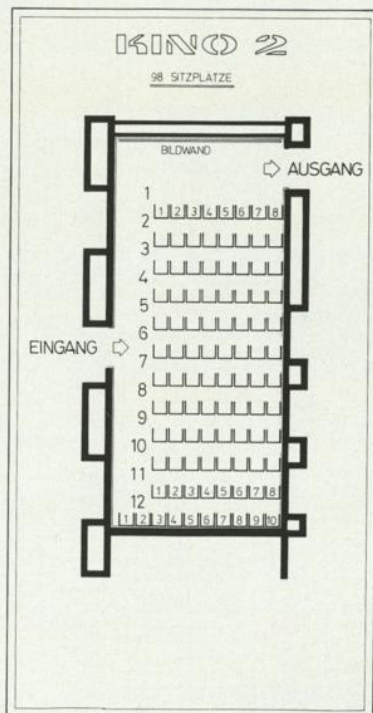 KINO 2
98 SITZPLÄTZE
BILDWAND
AUSGANG
1
1 2 3 4 5 6 7 8
2
3
4
5
6
EINGANG
7
8
9
10
11
1 2 3 4 5 6 7 8
12
1 2 3 4 5 6 7 8 9 10